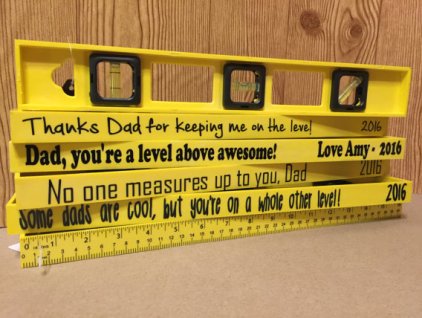 Thanks Dad for keeping me on the level! 2016
Dad, you're a level above awesome! Love Amy • 2016
No one measures up to you, Dad 2016
Some dads are cool, but you're on a whole other level!! 2016